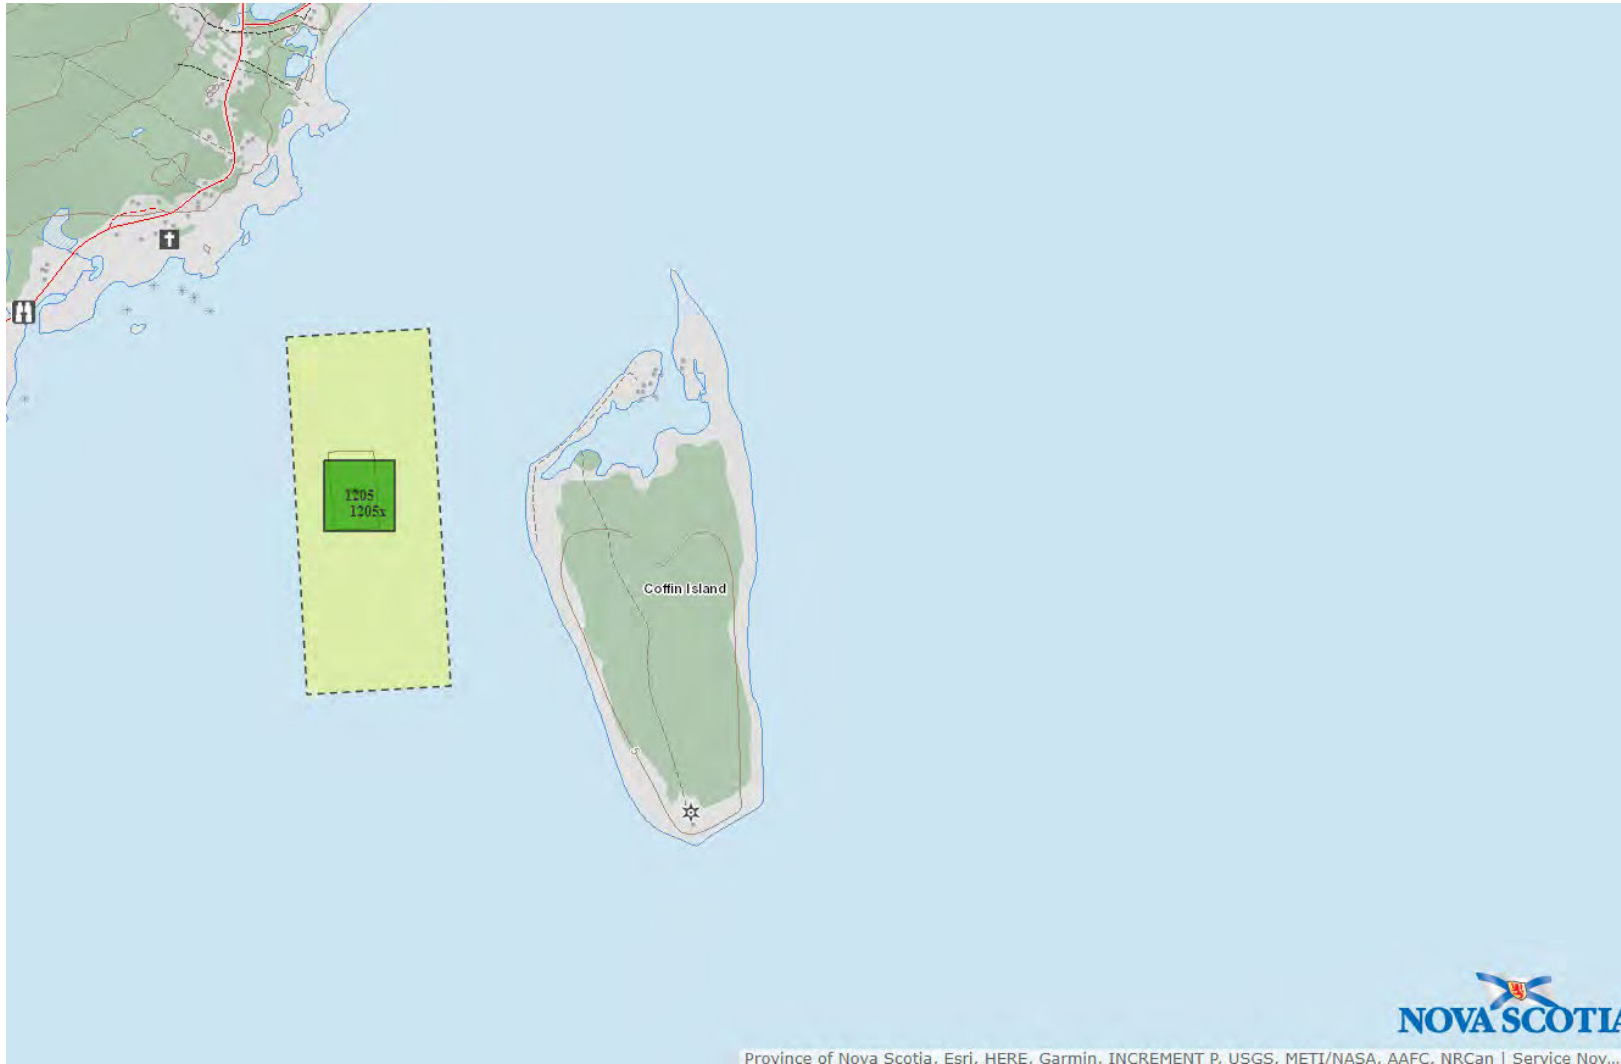 1205
1205x
Coffin Island
5
NOVA SCOTIA
Province of Nova Scotia, Esri, HERE, Garmin, INCREMENT P, USGS, METI/NASA, AAFC, NRCan | Service Nov...